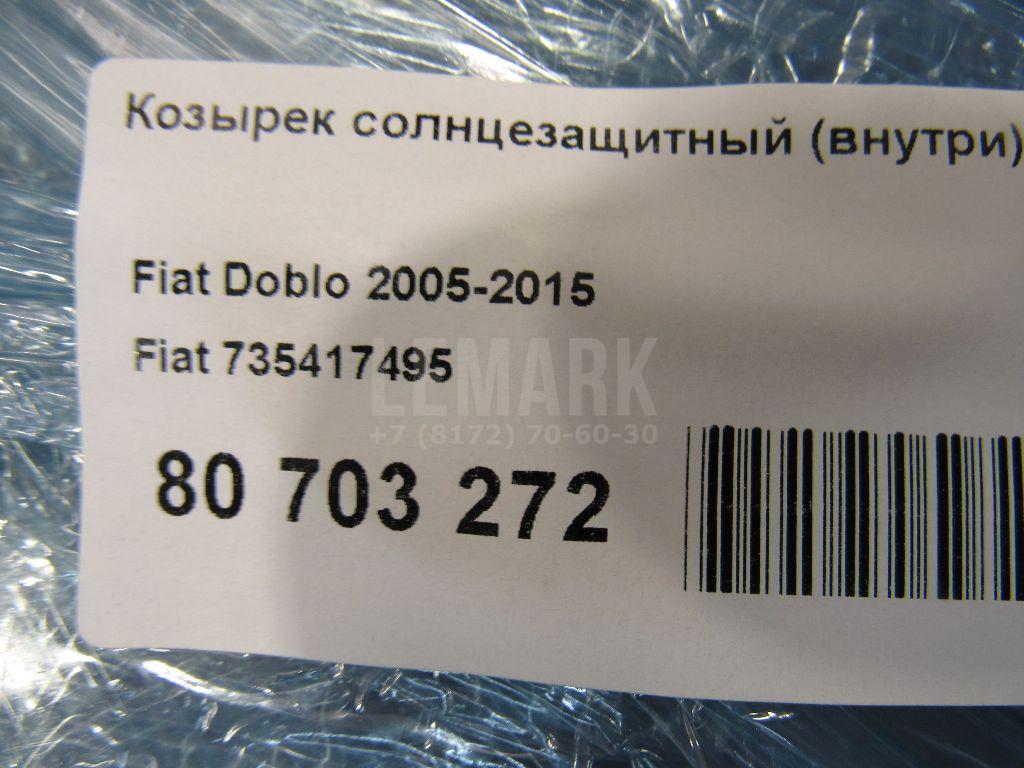 Козырек солнцезащитный (внутри)
Fiat Doblo 2005-2015
Fiat 735417495
LEMARK
+7 (8172) 70-60-30
80 703 272